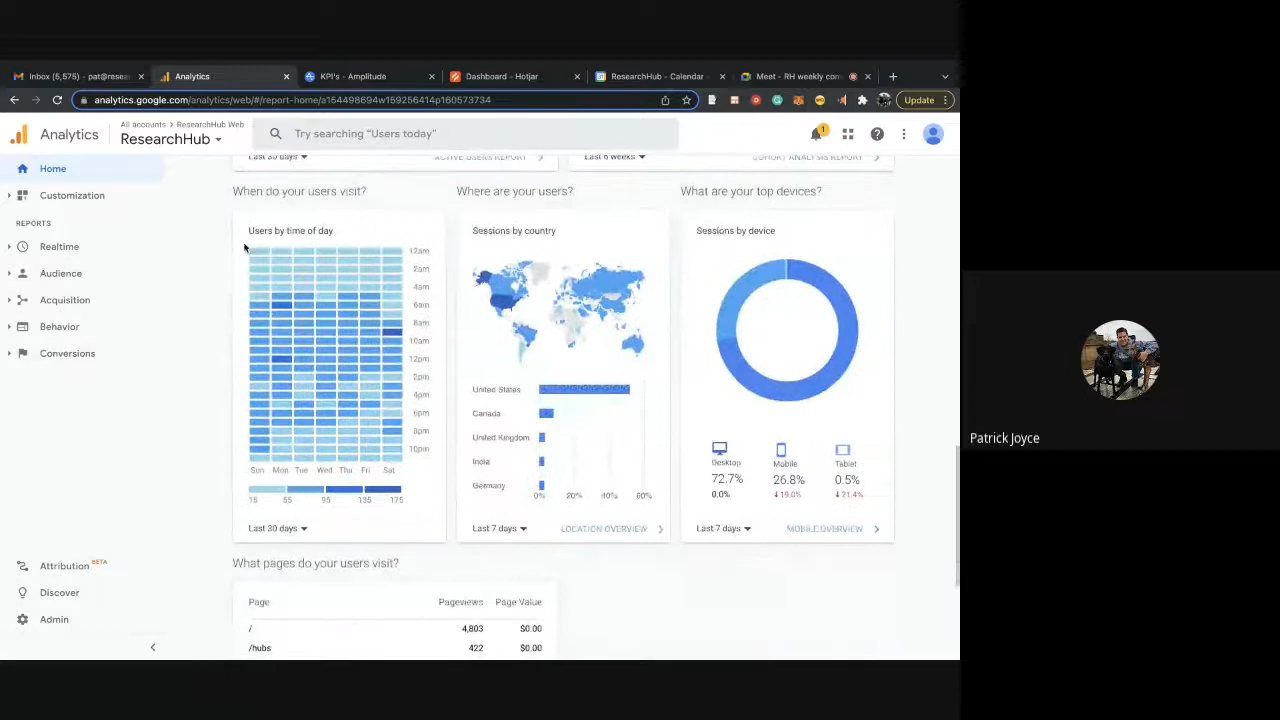 Inbox (5,575) - pat@resea
Analytics
KPI's - Amplitude
Dashboard - Hotjar
ResearchHub - Calendar -
Meet - RH weekly con
analytics.google.com/analytics/web/#/report-home/a154498694w159256414p160573734
Update
Analytics
All accounts > ResearchHub Web
ResearchHub
Try searching "Users today"
1
Home
Customization
REPORTS
Realtime
Audience
Acquisition
Behavior
Conversions
Attribution BETA
Discover
Admin
Last 30 days
ACTIVE USERS REPORT
Last 6 weeks
COHORT ANALYSIS REPORT
When do your users visit?
Users by time of day
12am
2am
4am
6am
8am
10am
12pm
2pm
4pm
6pm
8pm
10pm
Sun Mon Tue Wed Thu Fri Sat
15 55 95 135 175
Last 30 days
Where are your users?
Sessions by country
United States
Canada
United Kingdom
India
Germany
0% 20% 40% 60%
Last 7 days
LOCATION OVERVIEW
What are your top devices?
Sessions by device
Desktop Mobile Tablet
72.7% 26.8% 0.5%
0.0% 19.0% 21.4%
Last 7 days
MOBILE OVERVIEW
What pages do your users visit?
Page Pageviews Page Value
/ 4,803 $0.00
/hubs 422 $0.00
Patrick Joyce